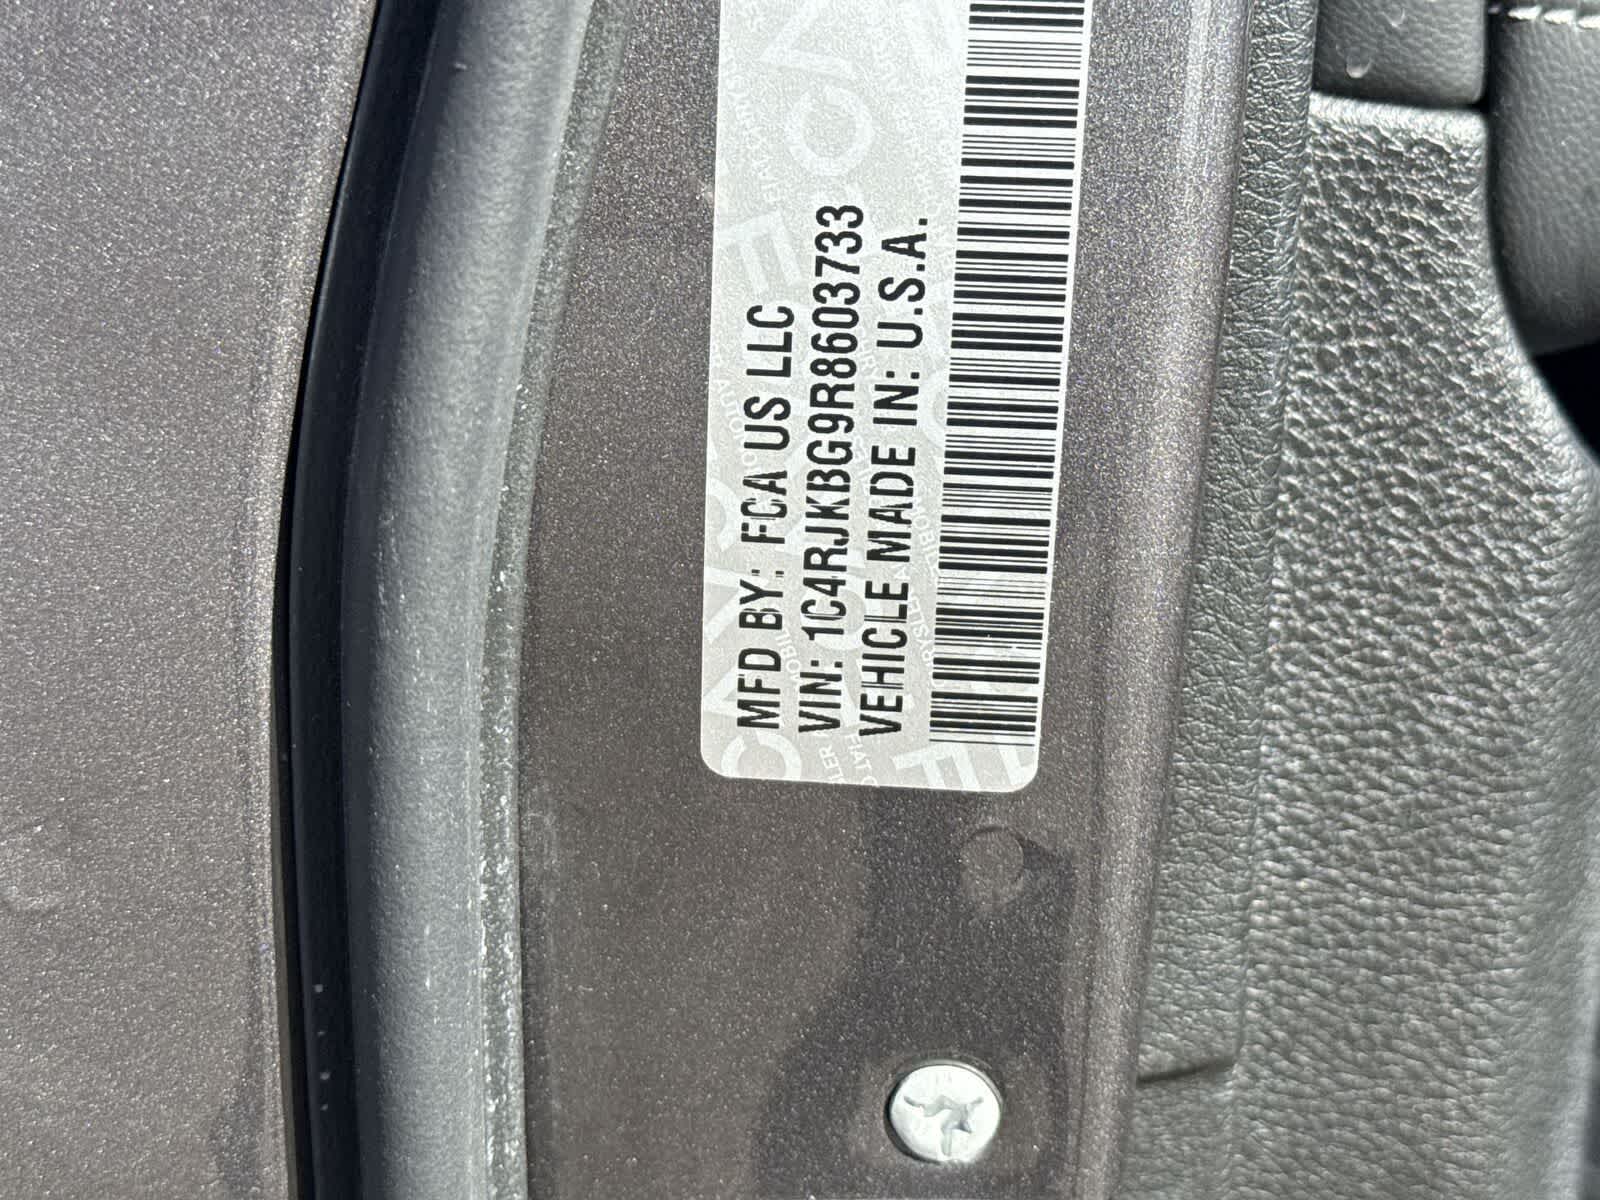 MFD BY: FCA US LLC
VIN: 1C4RJKBG9R8603733
VEHICLE MADE IN: U.S.A.